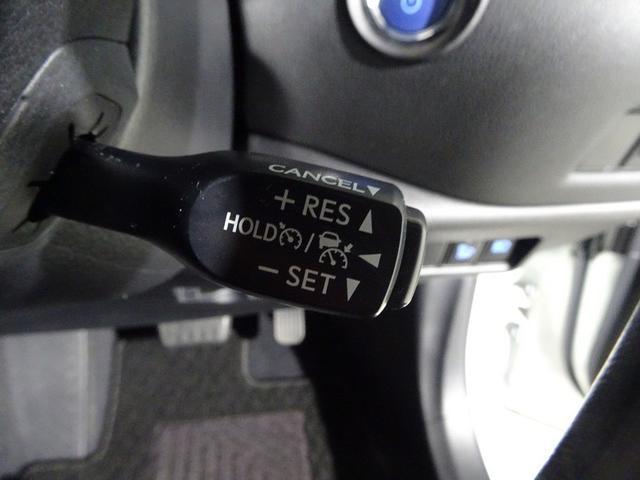 CANCEL▼
+ RES ▲
HOLD / ◀
− SET ▼